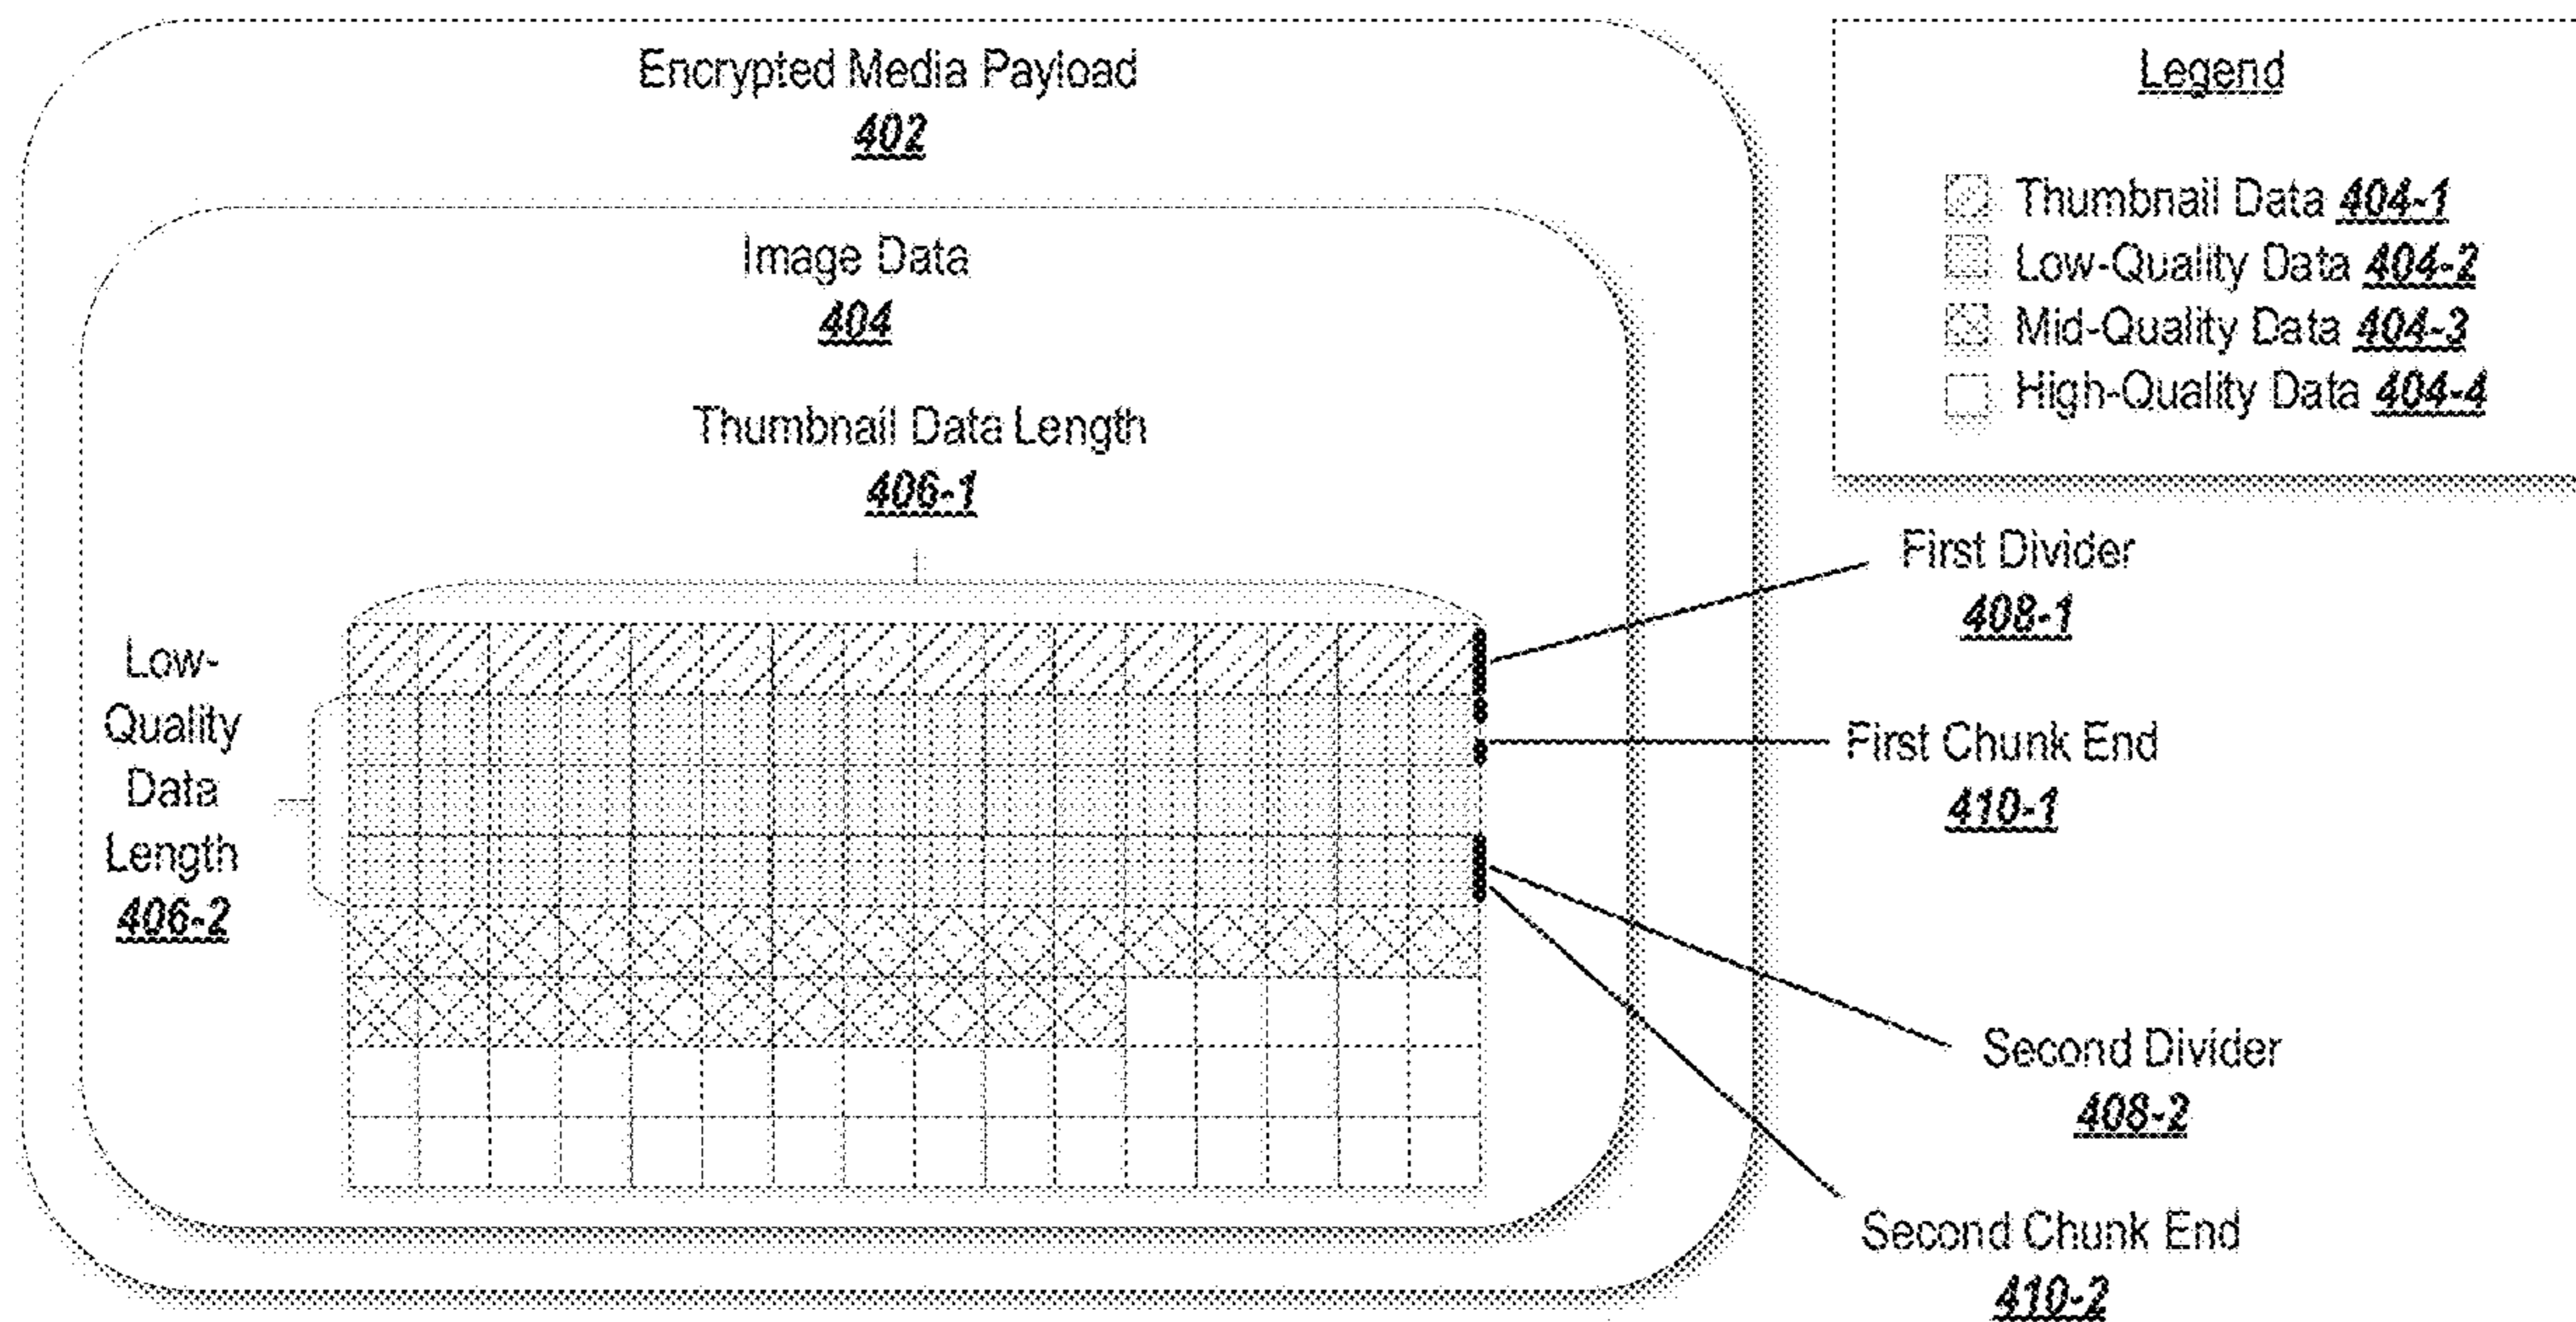 Encrypted Media Payload
402
Image Data
404
Thumbnail Data Length
406-1
Low-
Quality
Data
Length
406-2
Legend
Thumbnail Data 404-1
Low-Quality Data 404-2
Mid-Quality Data 404-3
High-Quality Data 404-4
First Divider
408-1
First Chunk End
410-1
Second Divider
408-2
Second Chunk End
410-2